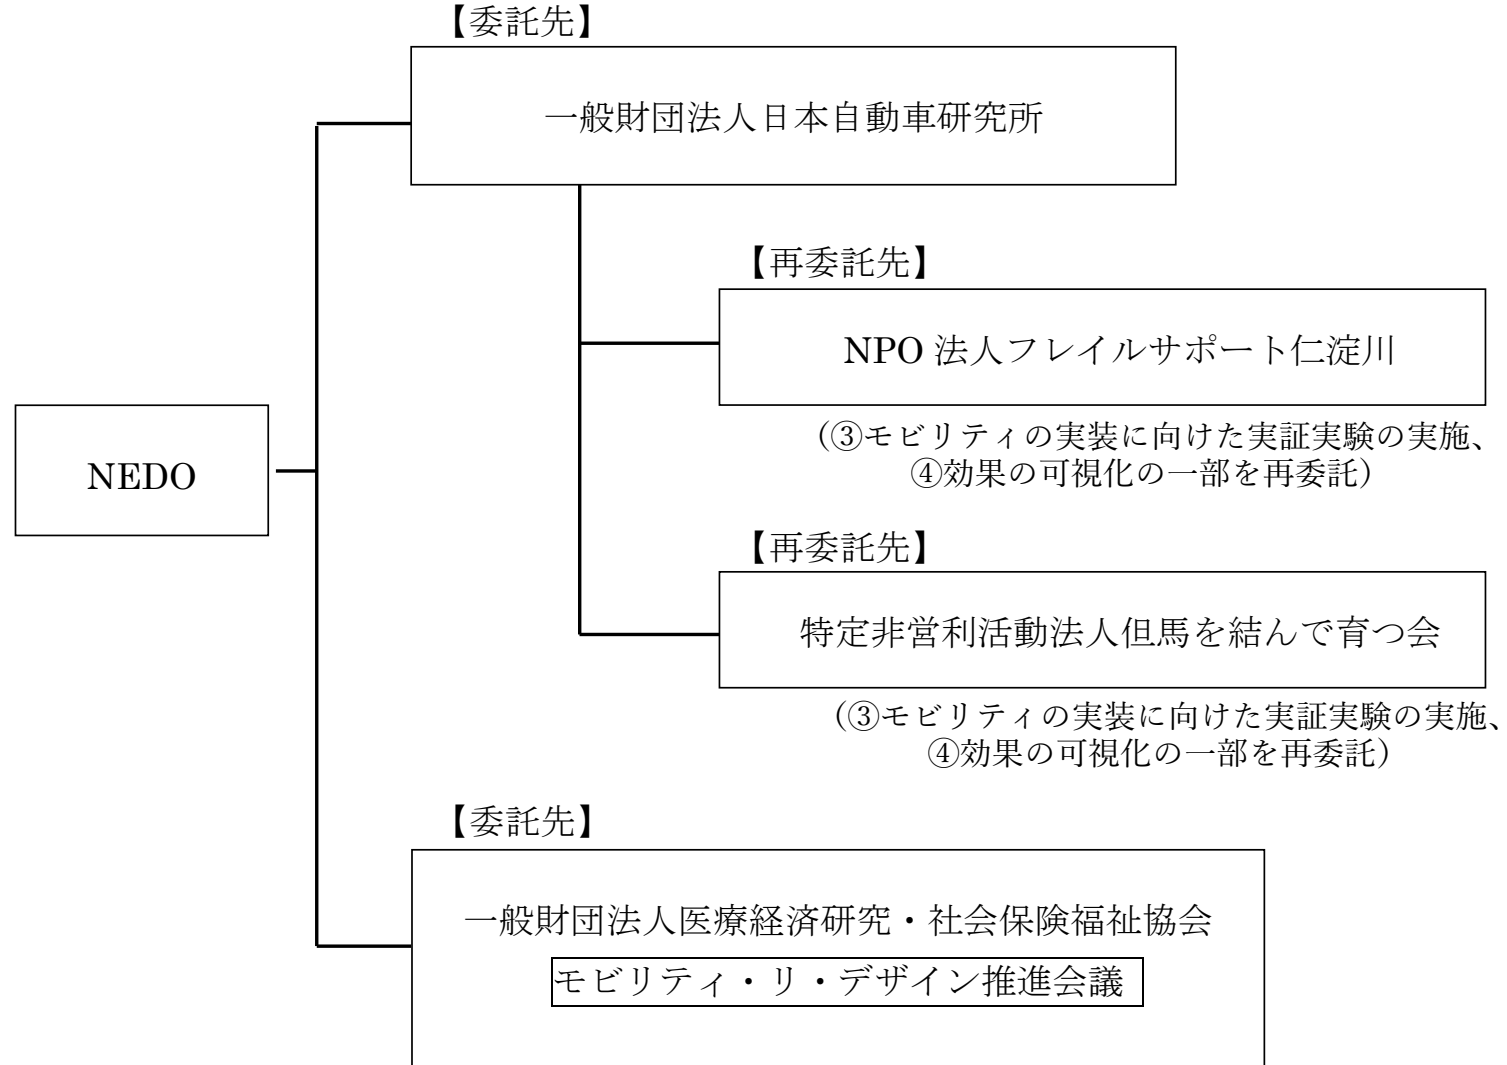 【委託先】
一般財団法人日本自動車研究所
【再委託先】
NPO 法人フレイルサポート仁淀川
（③モビリティの実装に向けた実証実験の実施、
④効果の可視化の一部を再委託）
NEDO
【再委託先】
特定非営利活動法人但馬を結んで育つ会
（③モビリティの実装に向けた実証実験の実施、
④効果の可視化の一部を再委託）
【委託先】
一般財団法人医療経済研究・社会保険福祉協会
モビリティ・リ・デザイン推進会議